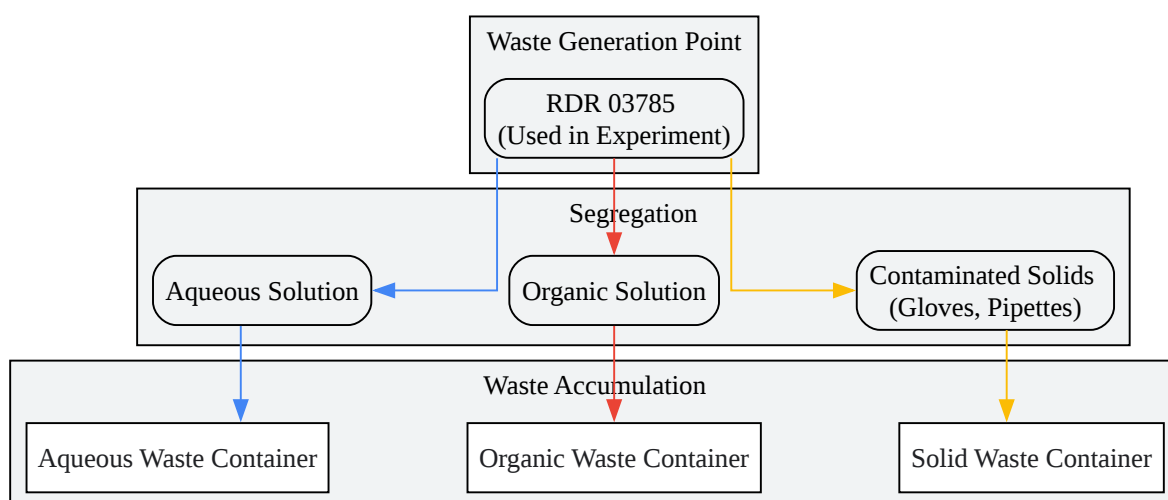 Waste Generation Point
RDR 03785
(Used in Experiment)
Segregation
Aqueous Solution
Organic Solution
Contaminated Solids
(Gloves, Pipettes)
Waste Accumulation
Aqueous Waste Container
Organic Waste Container
Solid Waste Container